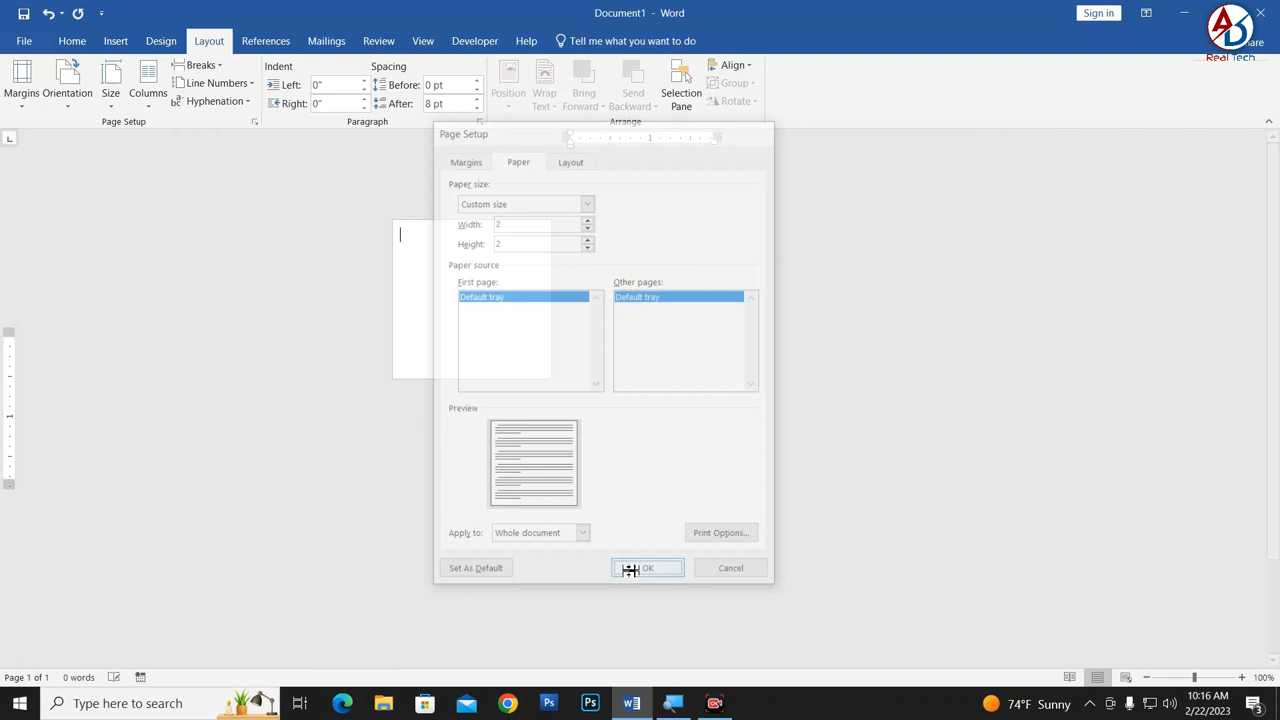 Document1 - Word
Sign in
File Home Insert Design Layout References Mailings Review View Developer Help Tell me what you want to do
Share
Real Tech
Margins Orientation Size Columns
Breaks
Line Numbers
Hyphenation
Page Setup
Indent
Left: 0"
Right: 0"
Spacing
Before: 0 pt
After: 8 pt
Paragraph
Position
Wrap
Text
Bring
Forward
Send
Backward
Selection
Pane
Align
Group
Rotate
Arrange
Page Setup
1
Margins Paper Layout
Paper size:
Custom size
Width: 2
Height: 2
Paper source
First page: Other pages:
Default tray Default tray
Preview
Apply to: Whole document Print Options...
Set As Default OK Cancel
Page 1 of 1 0 words 100%
Type here to search
74°F Sunny
10:16 AM
2/22/2023
3